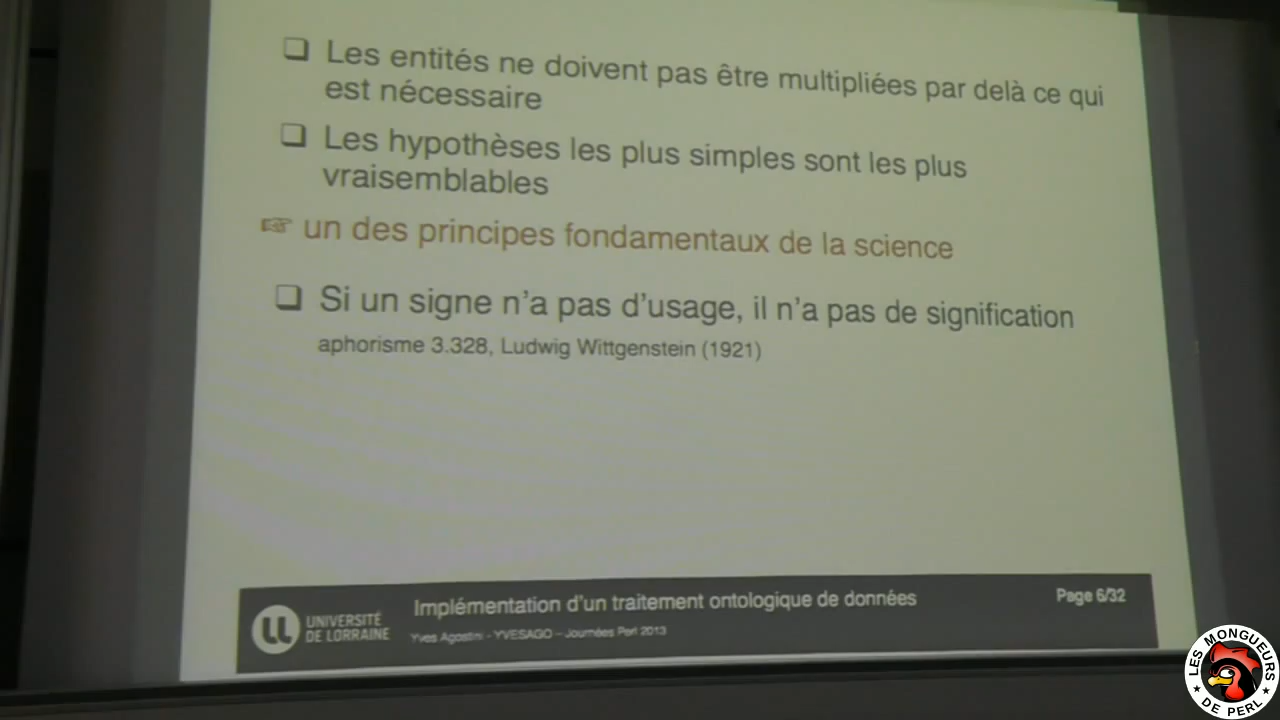 Les entités ne doivent pas être multipliées par delà ce qui
est nécessaire
Les hypothèses les plus simples sont les plus
vraisemblables
☞ un des principes fondamentaux de la science
Si un signe n'a pas d'usage, il n'a pas de signification
aphorisme 3.328, Ludwig Wittgenstein (1921)
UNIVERSITÉ
DE LORRAINE
Implémentation d'un traitement ontologique de données
Yves Agostini - YVESAGO – Journées Perl 2013
Page 6/32
LES MONGUEURS
★ DE PERL ★